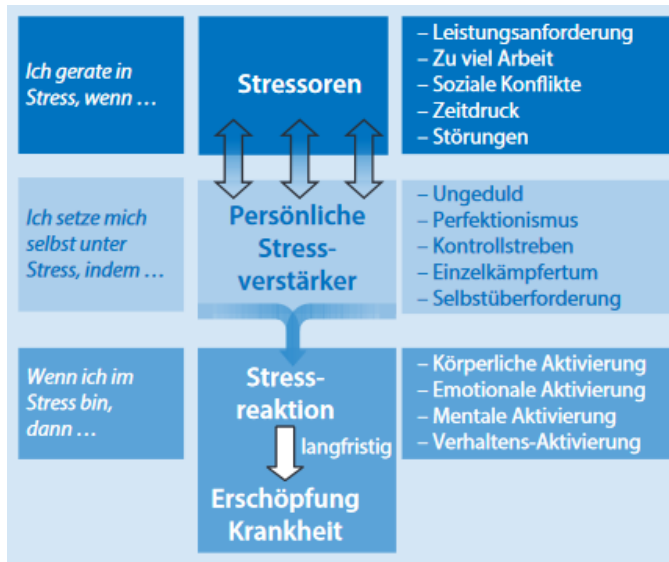 Ich gerate in
Stress, wenn …
Stressoren
– Leistungsanforderung
– Zu viel Arbeit
– Soziale Konflikte
– Zeitdruck
– Störungen
Ich setze mich
selbst unter
Stress, indem …
Persönliche
Stress-
verstärker
– Ungeduld
– Perfektionismus
– Kontrollstreben
– Einzelkämpfertum
– Selbstüberforderung
Wenn ich im
Stress bin,
dann …
Stress-
reaktion
langfristig
Erschöpfung
Krankheit
– Körperliche Aktivierung
– Emotionale Aktivierung
– Mentale Aktivierung
– Verhaltens-Aktivierung